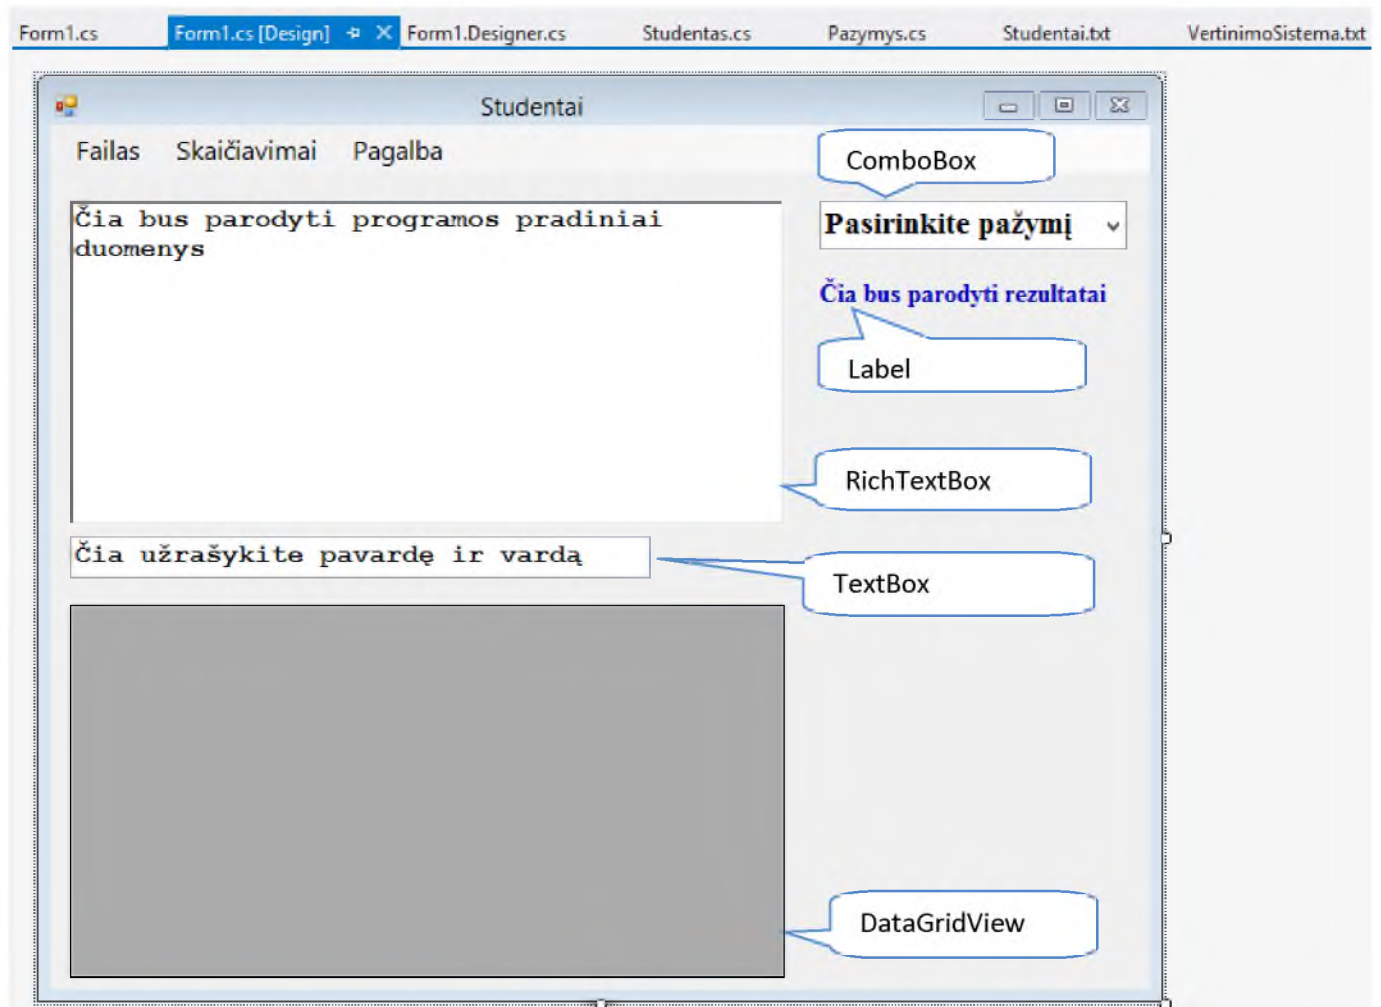 Form1.cs Form1.cs [Design] Form1.Designer.cs Studentas.cs Pazymys.cs Studentai.txt VertinimoSistema.txt
Studentai
Failas Skaičiavimai Pagalba
ComboBox
Čia bus parodyti programos pradiniai
duomenys
Pasirinkite pažymį
Čia bus parodyti rezultatai
Label
RichTextBox
Čia užrašykite pavardę ir vardą
TextBox
DataGridView